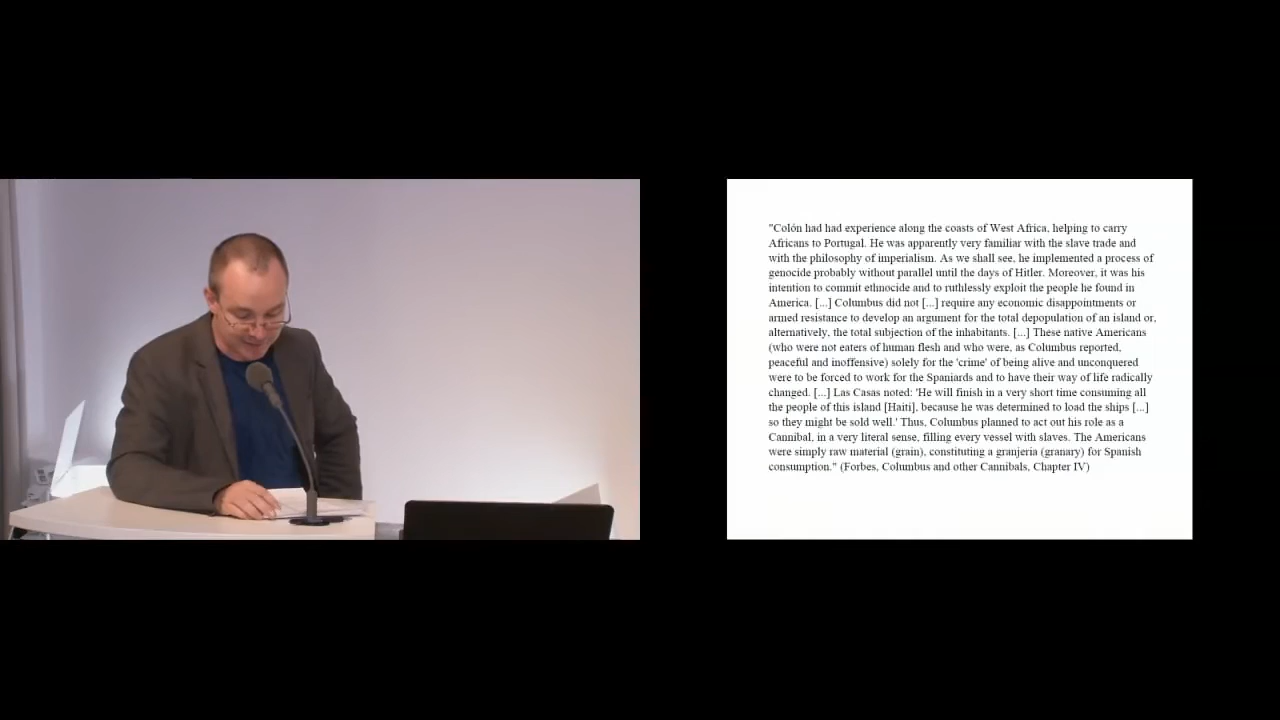 "Colón had had experience along the coasts of West Africa, helping to carry
Africans to Portugal. He was apparently very familiar with the slave trade and
with the philosophy of imperialism. As we shall see, he implemented a process of
genocide probably without parallel until the days of Hitler. Moreover, it was his
intention to commit ethnocide and to ruthlessly exploit the people he found in
America. [...] Columbus did not [...] require any economic disappointments or
armed resistance to develop an argument for the total depopulation of an island or,
alternatively, the total subjection of the inhabitants. [...] These native Americans
(who were not eaters of human flesh and who were, as Columbus reported,
peaceful and inoffensive) solely for the 'crime' of being alive and unconquered
were to be forced to work for the Spaniards and to have their way of life radically
changed. [...] Las Casas noted: 'He will finish in a very short time consuming all
the people of this island [Haiti], because he was determined to load the ships [...]
so they might be sold well.' Thus, Columbus planned to act out his role as a
Cannibal, in a very literal sense, filling every vessel with slaves. The Americans
were simply raw material (grain), constituting a granjeria (granary) for Spanish
consumption." (Forbes, Columbus and other Cannibals, Chapter IV)